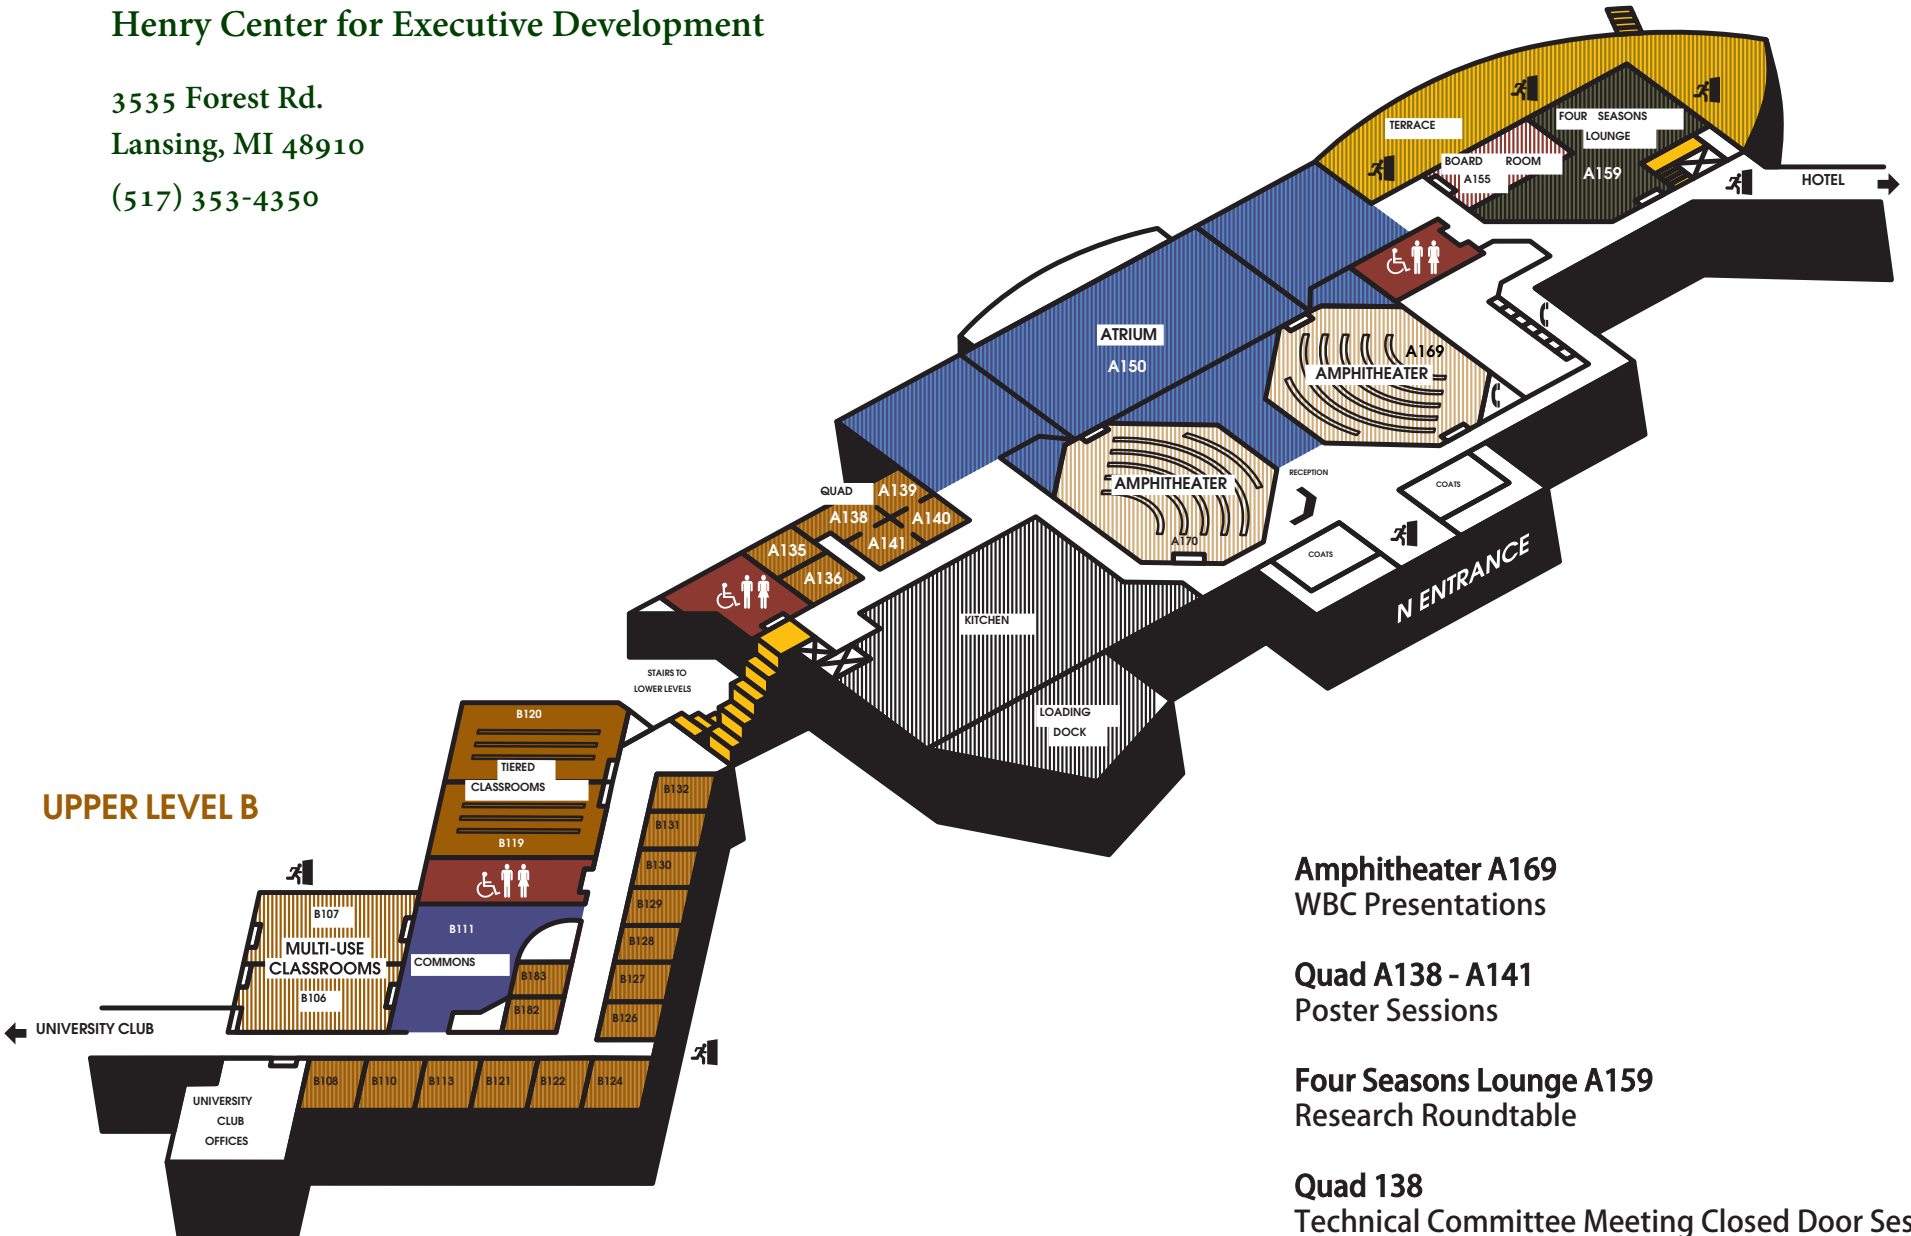 Henry Center for Executive Development
3535 Forest Rd.
Lansing, MI 48910
(517) 353-4350
TERRACE
FOUR SEASONS
LOUNGE
A159
BOARD ROOM
A155
HOTEL
ATRIUM
A150
A169
AMPHITHEATER
AMPHITHEATER
A170
RECEPTION
COATS
COATS
N ENTRANCE
QUAD
A139
A138
A140
A141
A135
A136
KITCHEN
LOADING
DOCK
STAIRS TO
LOWER LEVELS
UPPER LEVEL B
B120
TIERED
CLASSROOMS
B119
B132
B131
B130
B129
B128
B127
B126
B107
MULTI-USE
CLASSROOMS
B106
B111
COMMONS
B183
B182
UNIVERSITY CLUB
B108
B110
B113
B121
B122
B124
UNIVERSITY
CLUB
OFFICES
Amphitheater A169
WBC Presentations
Quad A138 - A141
Poster Sessions
Four Seasons Lounge A159
Research Roundtable
Quad 138
Technical Committee Meeting Closed Door Ses